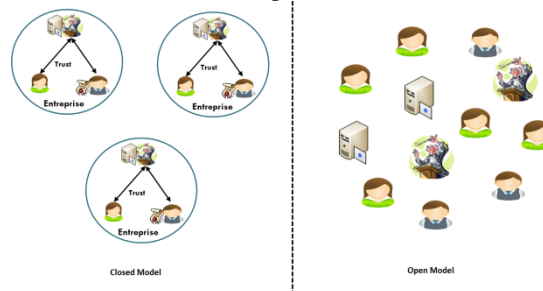 Trust
Entreprise
Trust
Entreprise
Trust
Entreprise
Closed Model
Open Model